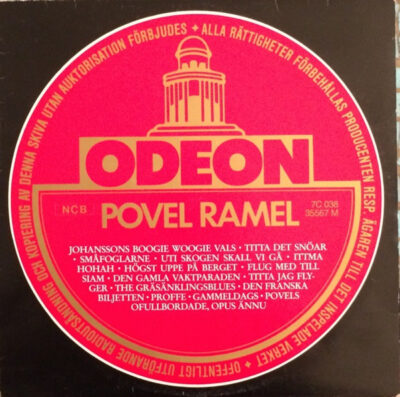 OFFENTLIGT UTFÖRANDE RADIOUTSÄNDNING OCH KOPIERING AV DENNA SKIVA UTAN AUKTORISATION FÖRBJUDES • ALLA RÄTTIGHETER FÖRBEHÅLLAS PRODUCENTEN RESP. ÄGAREN TILL DET INSPELADE VERKET •
ODEON
NCB
POVEL RAMEL
7C 038
35567 M
JOHANSSONS BOOGIE WOOGIE VALS · TITTA DET SNÖAR
· SMÅFOGLARNE · UTI SKOGEN SKALL VI GÅ · ITTMA
HOHAH · HÖGST UPPE PÅ BERGET · FLUG MED TILL
SIAM · DEN GAMLA VAKTPARADEN · TITTA JAG FLY-
GER · THE GRÄSÄNKLINGSBLUES · DEN FRANSKA
BILJETTEN · PROFFE · GAMMELDAGS · POVELS
OFULLBORDADE, OPUS ÄNNU